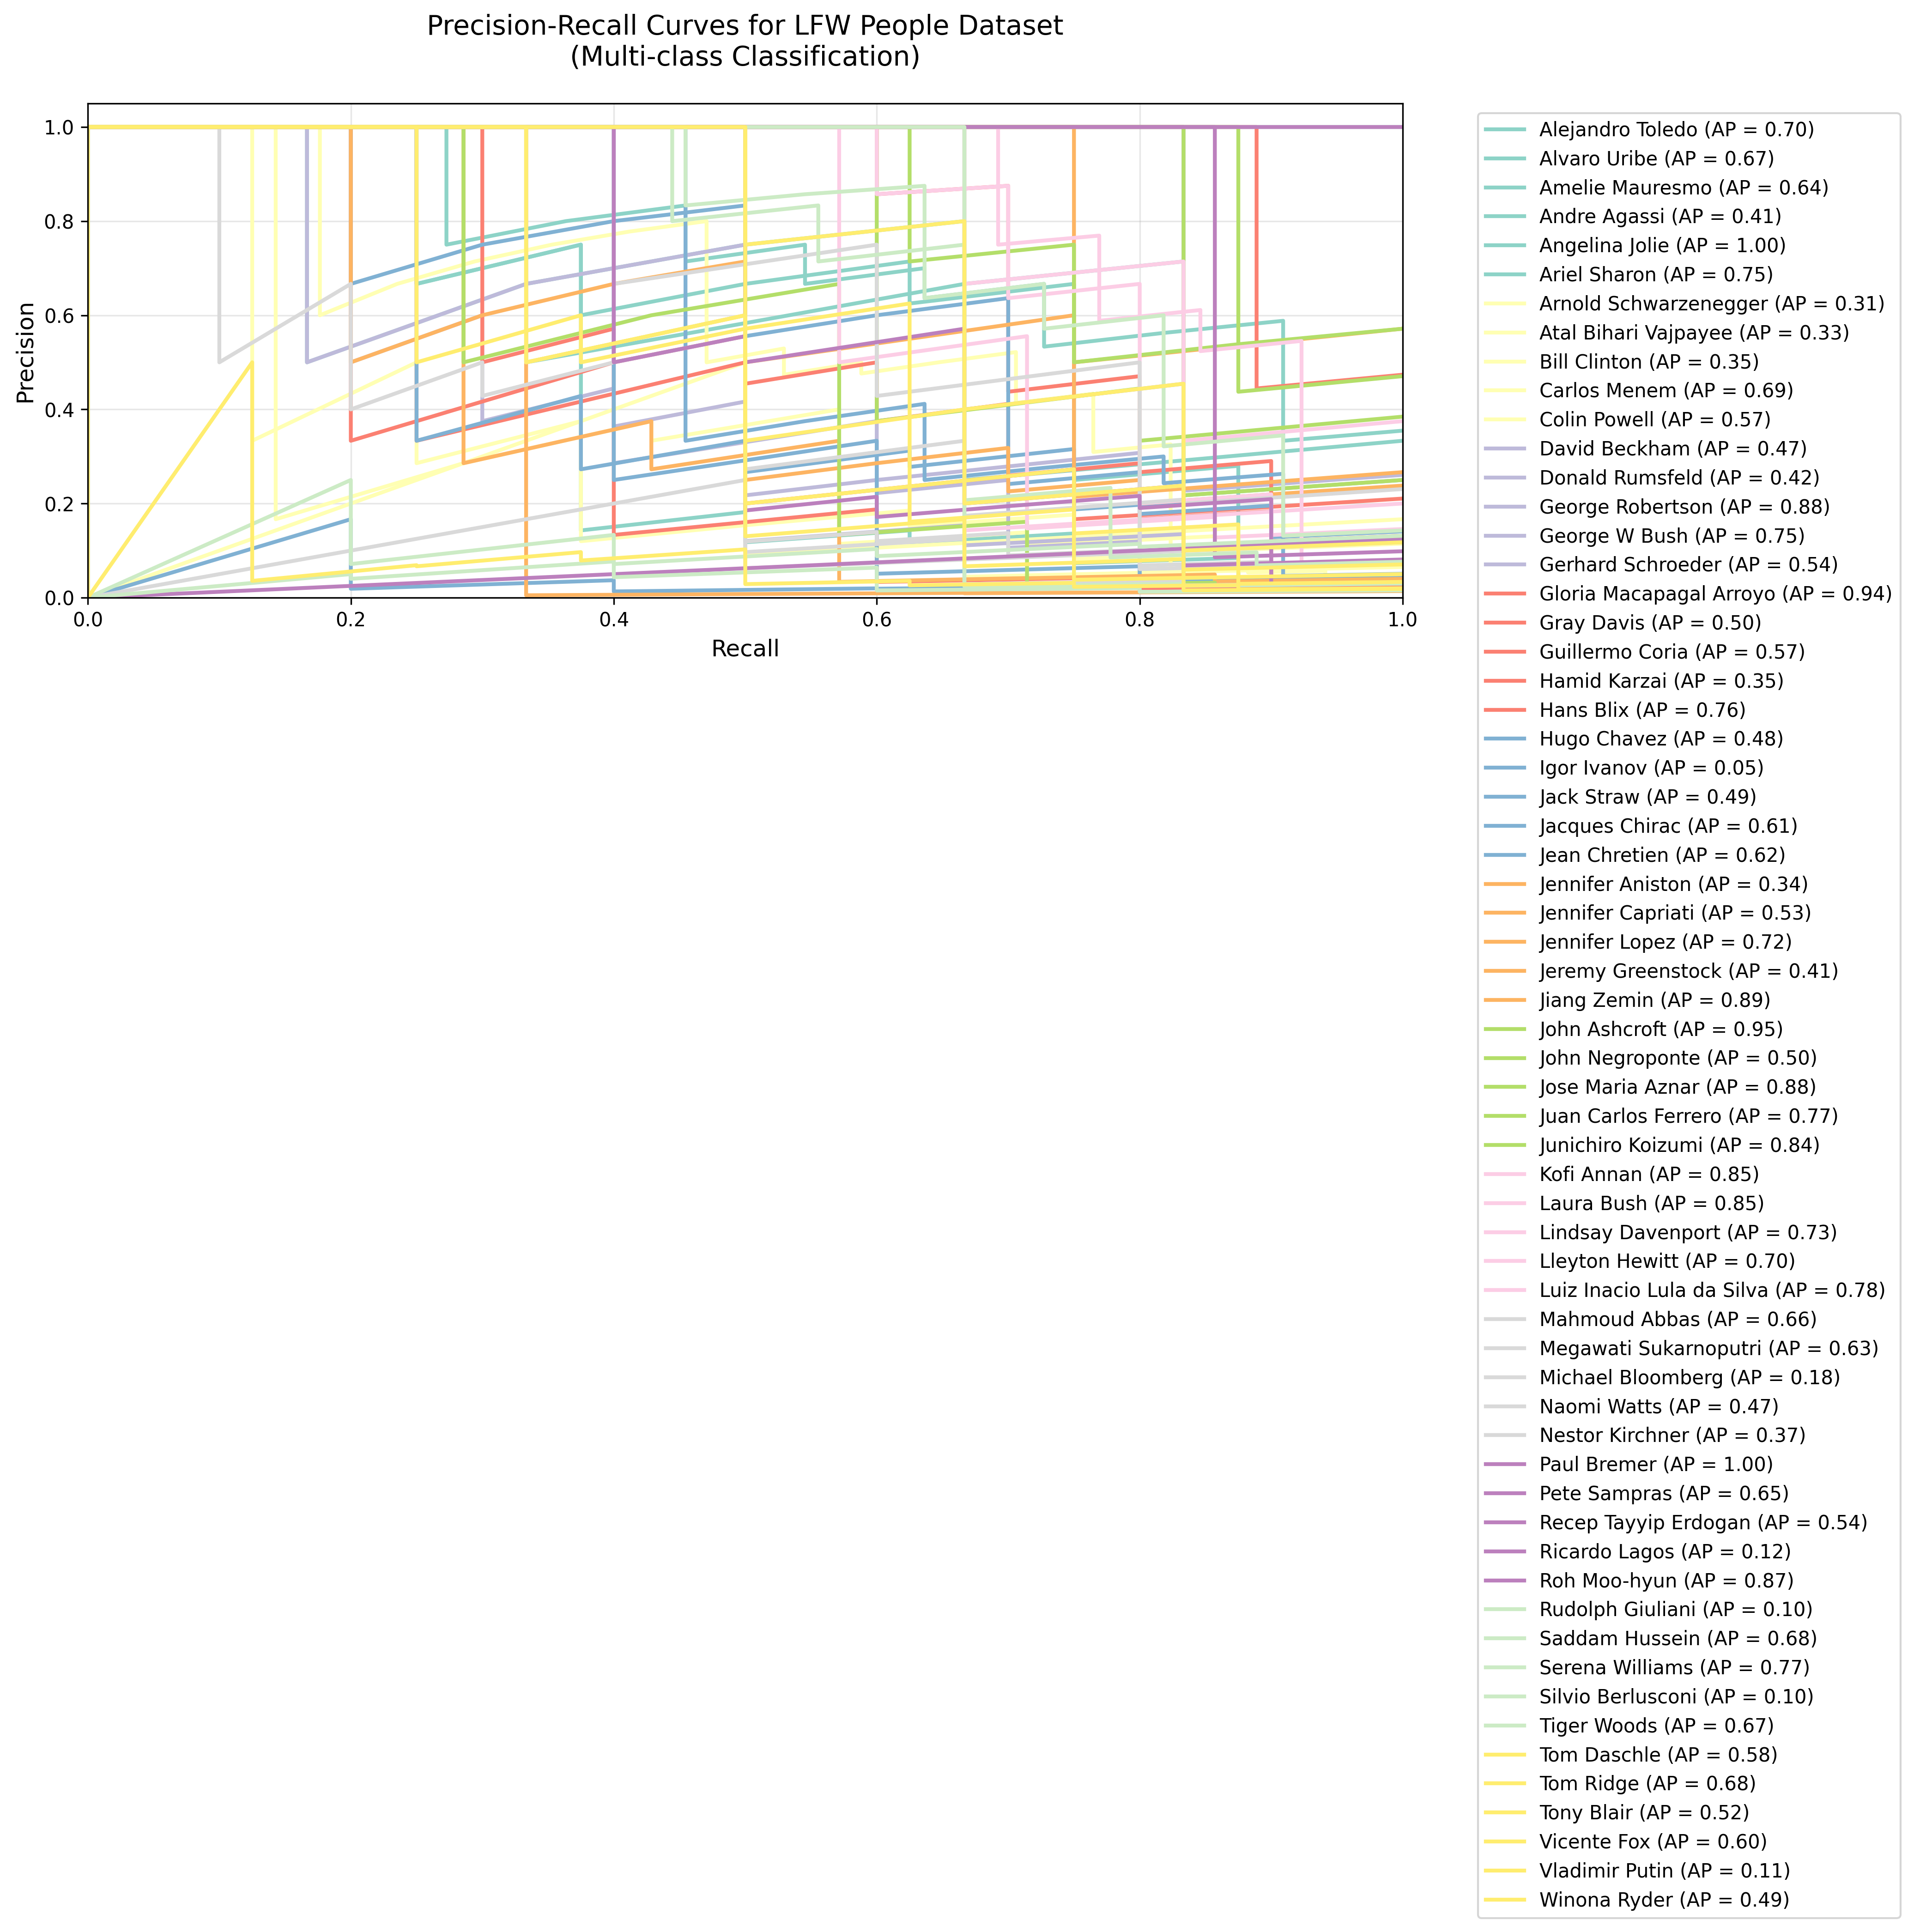 Precision-Recall Curves for LFW People Dataset
(Multi-class Classification)
Precision
1.0
0.8
0.6
0.4
0.2
0.0
0.0 0.2 0.4 0.6 0.8 1.0
Recall
Alejandro Toledo (AP = 0.70)
Alvaro Uribe (AP = 0.67)
Amelie Mauresmo (AP = 0.64)
Andre Agassi (AP = 0.41)
Angelina Jolie (AP = 1.00)
Ariel Sharon (AP = 0.75)
Arnold Schwarzenegger (AP = 0.31)
Atal Bihari Vajpayee (AP = 0.33)
Bill Clinton (AP = 0.35)
Carlos Menem (AP = 0.69)
Colin Powell (AP = 0.57)
David Beckham (AP = 0.47)
Donald Rumsfeld (AP = 0.42)
George Robertson (AP = 0.88)
George W Bush (AP = 0.75)
Gerhard Schroeder (AP = 0.54)
Gloria Macapagal Arroyo (AP = 0.94)
Gray Davis (AP = 0.50)
Guillermo Coria (AP = 0.57)
Hamid Karzai (AP = 0.35)
Hans Blix (AP = 0.76)
Hugo Chavez (AP = 0.48)
Igor Ivanov (AP = 0.05)
Jack Straw (AP = 0.49)
Jacques Chirac (AP = 0.61)
Jean Chretien (AP = 0.62)
Jennifer Aniston (AP = 0.34)
Jennifer Capriati (AP = 0.53)
Jennifer Lopez (AP = 0.72)
Jeremy Greenstock (AP = 0.41)
Jiang Zemin (AP = 0.89)
John Ashcroft (AP = 0.95)
John Negroponte (AP = 0.50)
Jose Maria Aznar (AP = 0.88)
Juan Carlos Ferrero (AP = 0.77)
Junichiro Koizumi (AP = 0.84)
Kofi Annan (AP = 0.85)
Laura Bush (AP = 0.85)
Lindsay Davenport (AP = 0.73)
Lleyton Hewitt (AP = 0.70)
Luiz Inacio Lula da Silva (AP = 0.78)
Mahmoud Abbas (AP = 0.66)
Megawati Sukarnoputri (AP = 0.63)
Michael Bloomberg (AP = 0.18)
Naomi Watts (AP = 0.47)
Nestor Kirchner (AP = 0.37)
Paul Bremer (AP = 1.00)
Pete Sampras (AP = 0.65)
Recep Tayyip Erdogan (AP = 0.54)
Ricardo Lagos (AP = 0.12)
Roh Moo-hyun (AP = 0.87)
Rudolph Giuliani (AP = 0.10)
Saddam Hussein (AP = 0.68)
Serena Williams (AP = 0.77)
Silvio Berlusconi (AP = 0.10)
Tiger Woods (AP = 0.67)
Tom Daschle (AP = 0.58)
Tom Ridge (AP = 0.68)
Tony Blair (AP = 0.52)
Vicente Fox (AP = 0.60)
Vladimir Putin (AP = 0.11)
Winona Ryder (AP = 0.49)